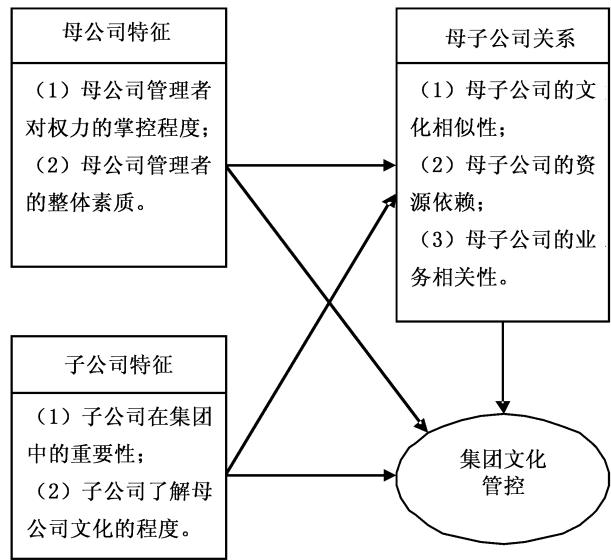 母公司特征
（1）母公司管理者
对权力的掌控程度；
（2）母公司管理者
的整体素质。
母子公司关系
（1）母子公司的文
化相似性；
（2）母子公司的资
源依赖；
（3）母子公司的业
务相关性。
子公司特征
（1）子公司在集团
中的重要性；
（2）子公司了解母
公司文化的程度。
集团文化
管控